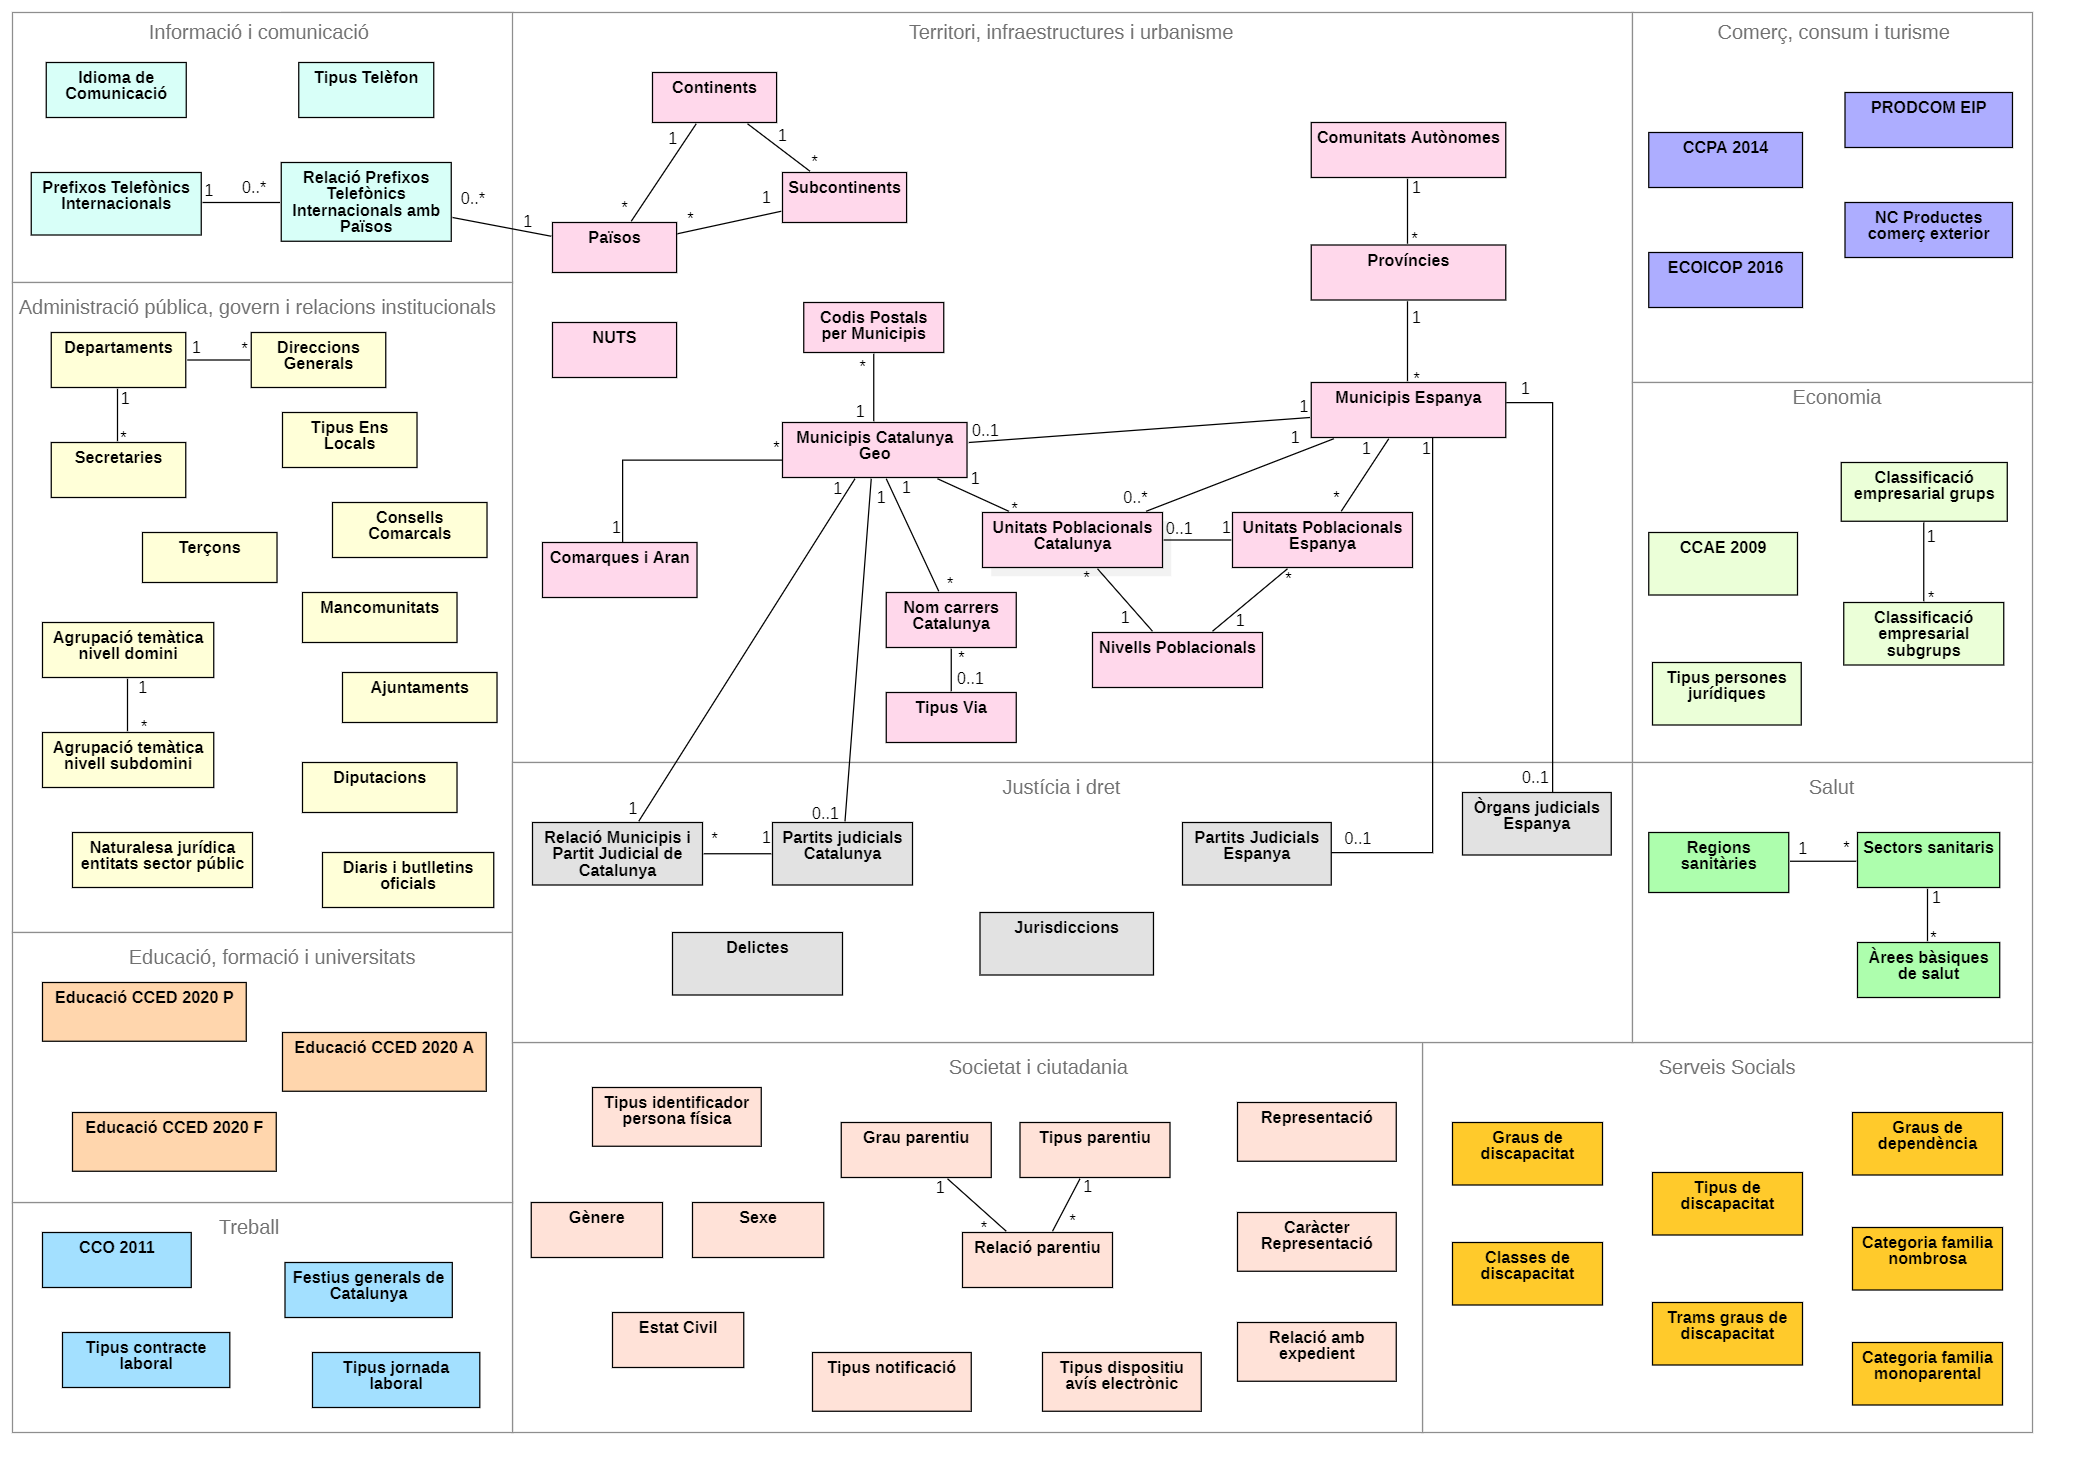 Informació i comunicació
Idioma de
Comunicació
Tipus Telèfon
Prefixos Telefònics
Internacionals
1
0..*
Relació Prefixos
Telefònics
Internacionals amb
Països
0..*
1
Administració pública, govern i relacions institucionals
Departaments
1
*
Direccions
Generals
1
*
Secretaries
Tipus Ens
Locals
Consells
Comarcals
Terçons
Mancomunitats
Agrupació temàtica
nivell domini
1
*
Agrupació temàtica
nivell subdomini
Ajuntaments
Diputacions
Naturalesa jurídica
entitats sector públic
Diaris i butlletins
oficials
Educació, formació i universitats
Educació CCED 2020 P
Educació CCED 2020 A
Educació CCED 2020 F
Treball
CCO 2011
Festius generals de
Catalunya
Tipus contracte
laboral
Tipus jornada
laboral
Territori, infraestructures i urbanisme
Continents
1
1
*
*
Subcontinents
1
*
Països
NUTS
Codis Postals
per Municipis
*
1
Municipis Catalunya
Geo
*
1
Comarques i Aran
Comunitats Autònomes
1
*
Províncies
1
*
Municipis Espanya
1
0..1
1
1
1
1
1
1
1
1
*
0..*
*
Unitats Poblacionals
Catalunya
0..1
1
Unitats Poblacionals
Espanya
*
*
1
1
Nivells Poblacionals
*
Nom carrers
Catalunya
*
0..1
Tipus Via
Justícia i dret
1
0..1
0..1
0..1
Relació Municipis i
Partit Judicial de
Catalunya
*
1
Partits judicials
Catalunya
Partits Judicials
Espanya
Òrgans judicials
Espanya
Delictes
Jurisdiccions
Societat i ciutadania
Tipus identificador
persona física
Grau parentiu
Tipus parentiu
1
1
*
*
Relació parentiu
Gènere
Sexe
Estat Civil
Tipus notificació
Tipus dispositiu
avís electrònic
Representació
Caràcter
Representació
Relació amb
expedient
Comerç, consum i turisme
PRODCOM EIP
CCPA 2014
NC Productes
comerç exterior
ECOICOP 2016
Economia
Classificació
empresarial grups
1
*
Classificació
empresarial
subgrups
CCAE 2009
Tipus persones
jurídiques
Salut
Regions
sanitàries
1
*
Sectors sanitaris
1
*
Àrees bàsiques
de salut
Serveis Socials
Graus de
discapacitat
Tipus de
discapacitat
Graus de
dependència
Classes de
discapacitat
Categoria familia
nombrosa
Trams graus de
discapacitat
Categoria familia
monoparental